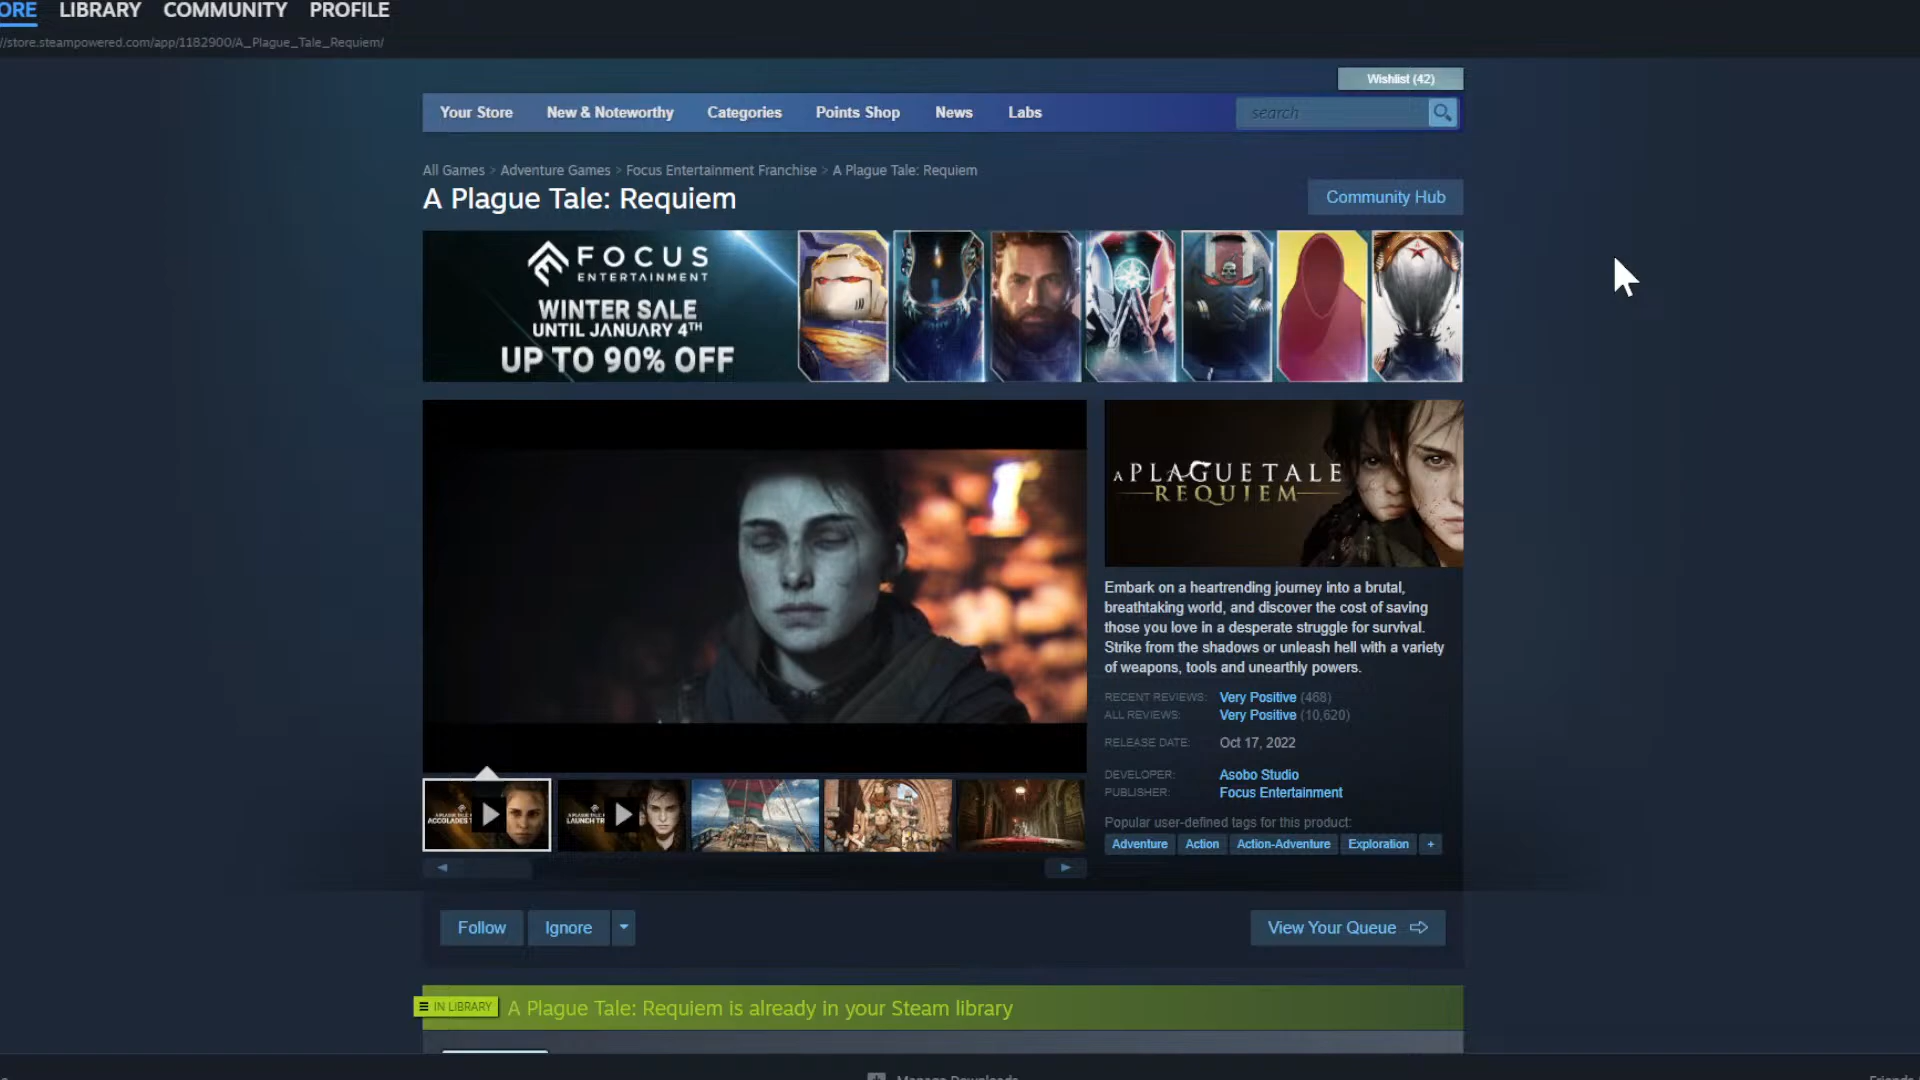 ORE LIBRARY COMMUNITY PROFILE
//store.steampowered.com/app/1182900/A_Plague_Tale_Requiem/
Wishlist (42)
Your Store New & Noteworthy Categories Points Shop News Labs search
All Games > Adventure Games > Focus Entertainment Franchise > A Plague Tale: Requiem
A Plague Tale: Requiem
Community Hub
FOCUS
ENTERTAINMENT
WINTER SALE
UNTIL JANUARY 4TH
UP TO 90% OFF
A PLAGUE TALE
REQUIEM
Embark on a heartrending journey into a brutal,
breathtaking world, and discover the cost of saving
those you love in a desperate struggle for survival.
Strike from the shadows or unleash hell with a variety
of weapons, tools and unearthly powers.
RECENT REVIEWS: Very Positive (468)
ALL REVIEWS: Very Positive (10,620)
RELEASE DATE: Oct 17, 2022
DEVELOPER: Asobo Studio
PUBLISHER: Focus Entertainment
Popular user-defined tags for this product:
Adventure Action Action-Adventure Exploration +
Follow Ignore
View Your Queue
IN LIBRARY A Plague Tale: Requiem is already in your Steam library